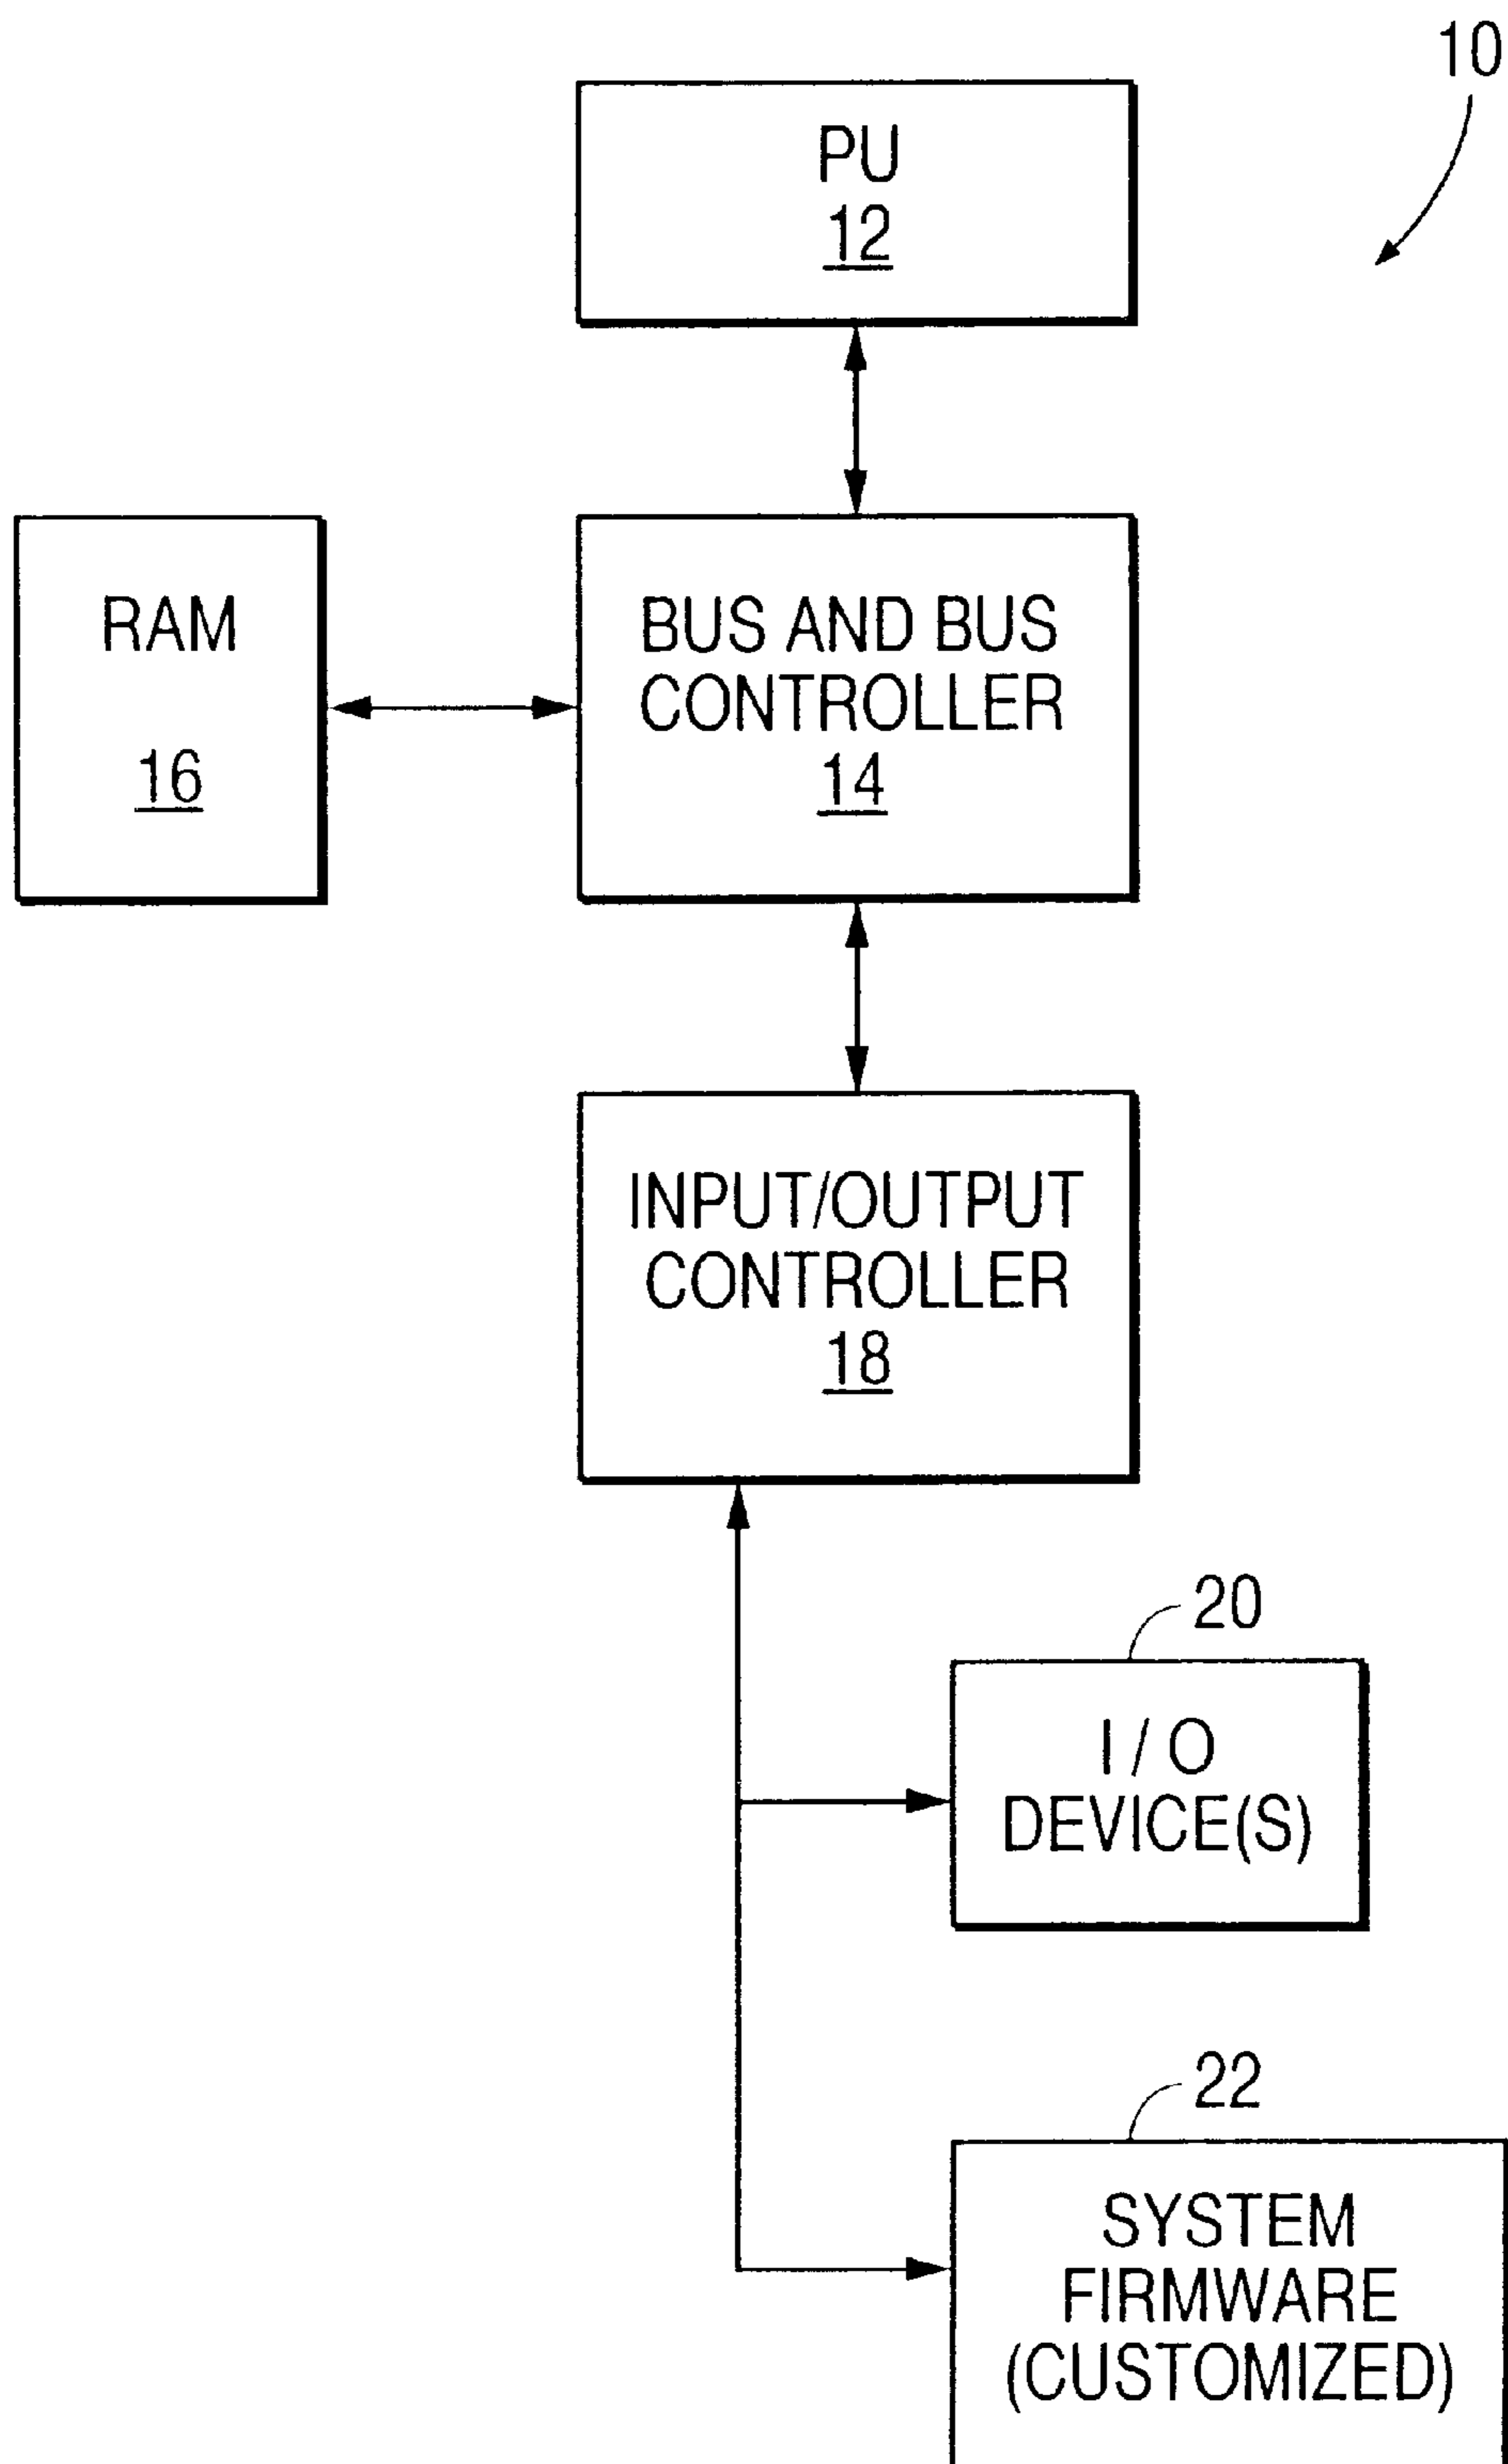 10
PU
12
RAM
16
BUS AND BUS
CONTROLLER
14
INPUT/OUTPUT
CONTROLLER
18
20
I / O
DEVICE(S)
22
SYSTEM
FIRMWARE
(CUSTOMIZED)